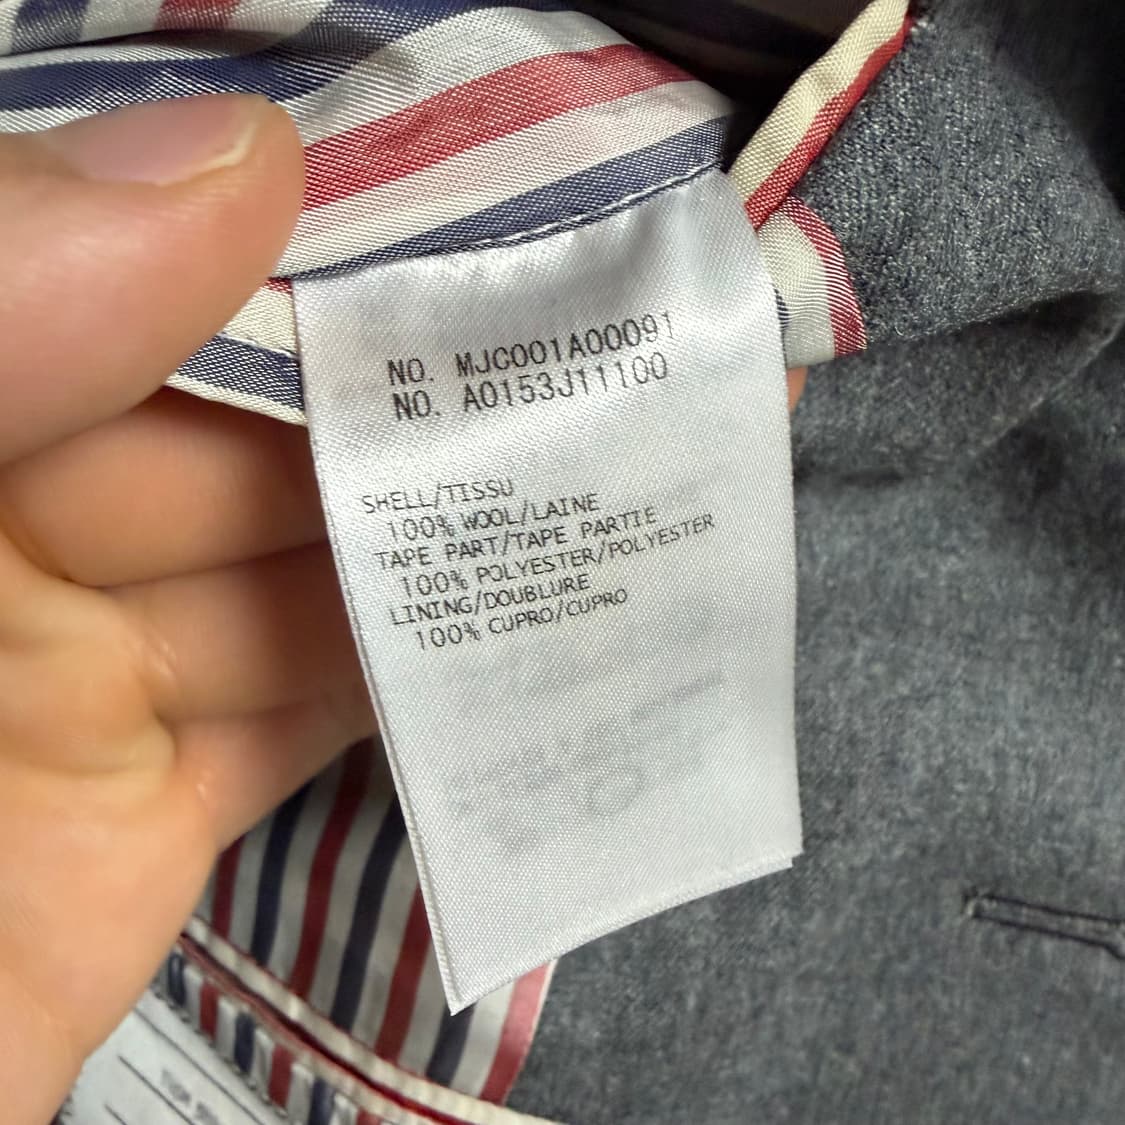 NO. MJC001A00091
NO. A0153J11100
SHELL/TISSU
100% WOOL/LAINE
TAPE PART/TAPE PARTIE
100% POLYESTER/POLYESTER
LINING/DOUBLURE
100% CUPRO/CUPRO